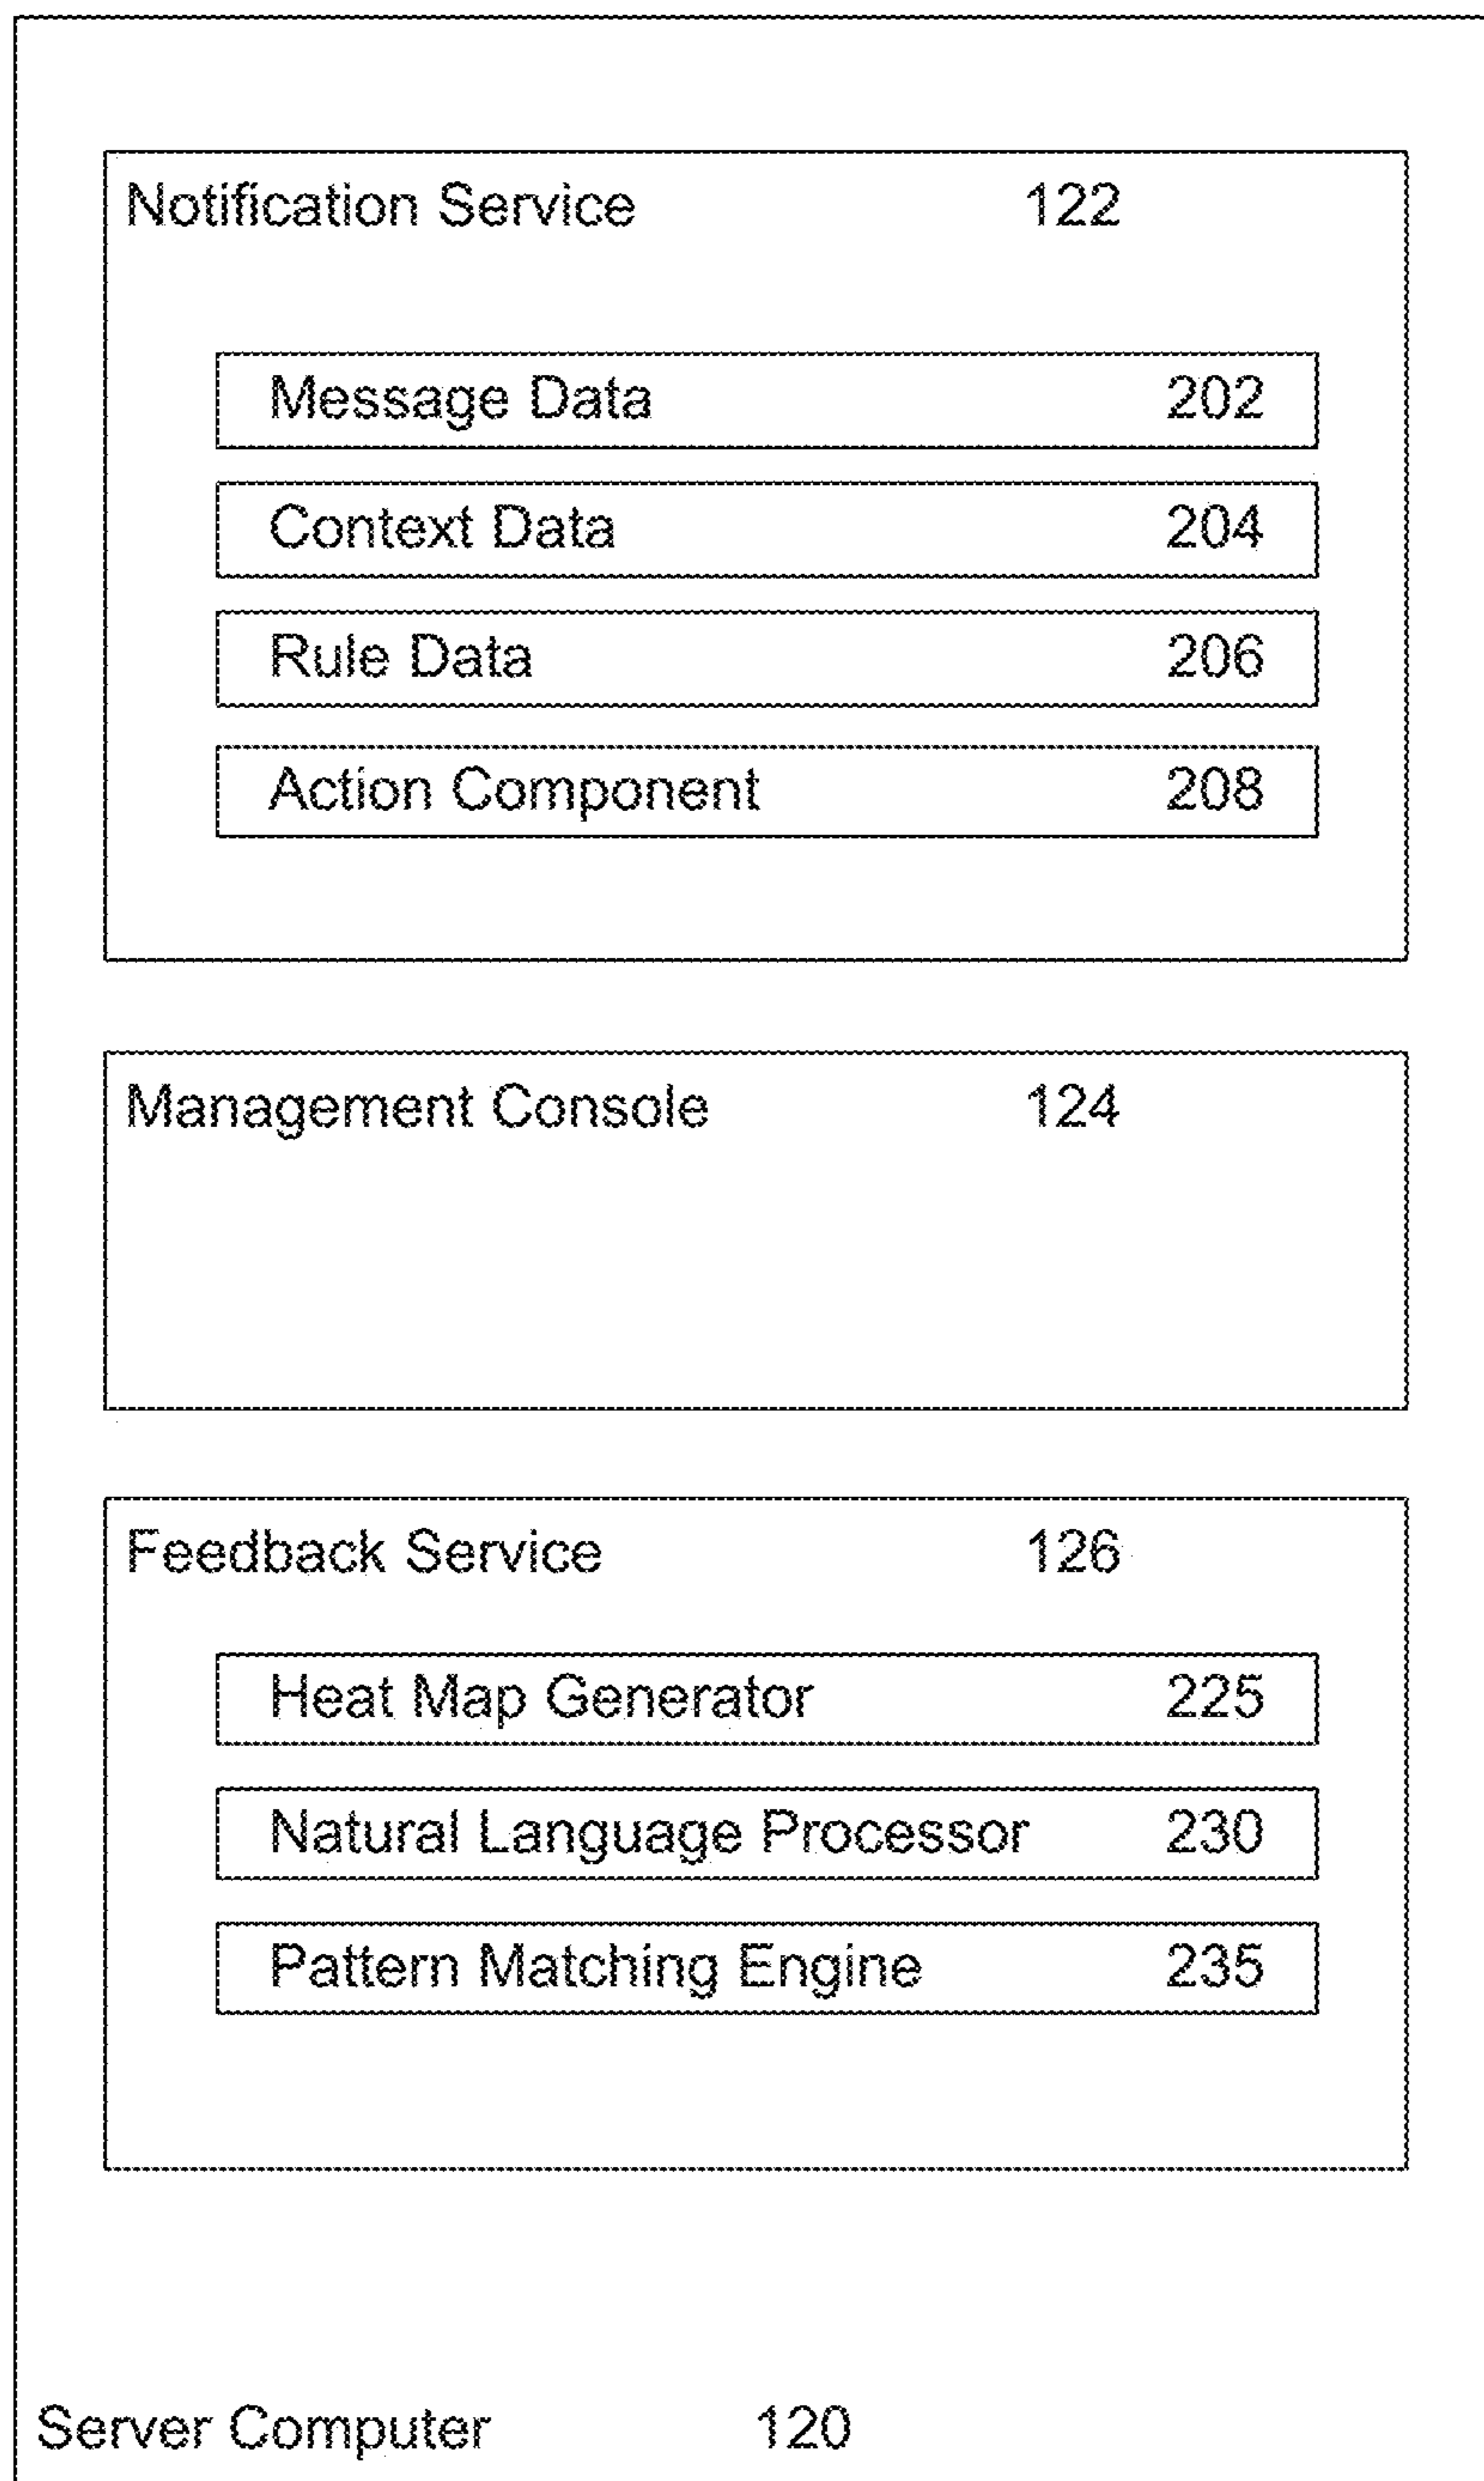 Notification Service 122
Message Data 202
Context Data 204
Rule Data 206
Action Component 208
Management Console 124
Feedback Service 126
Heat Map Generator 225
Natural Language Processor 230
Pattern Matching Engine 235
Server Computer 120